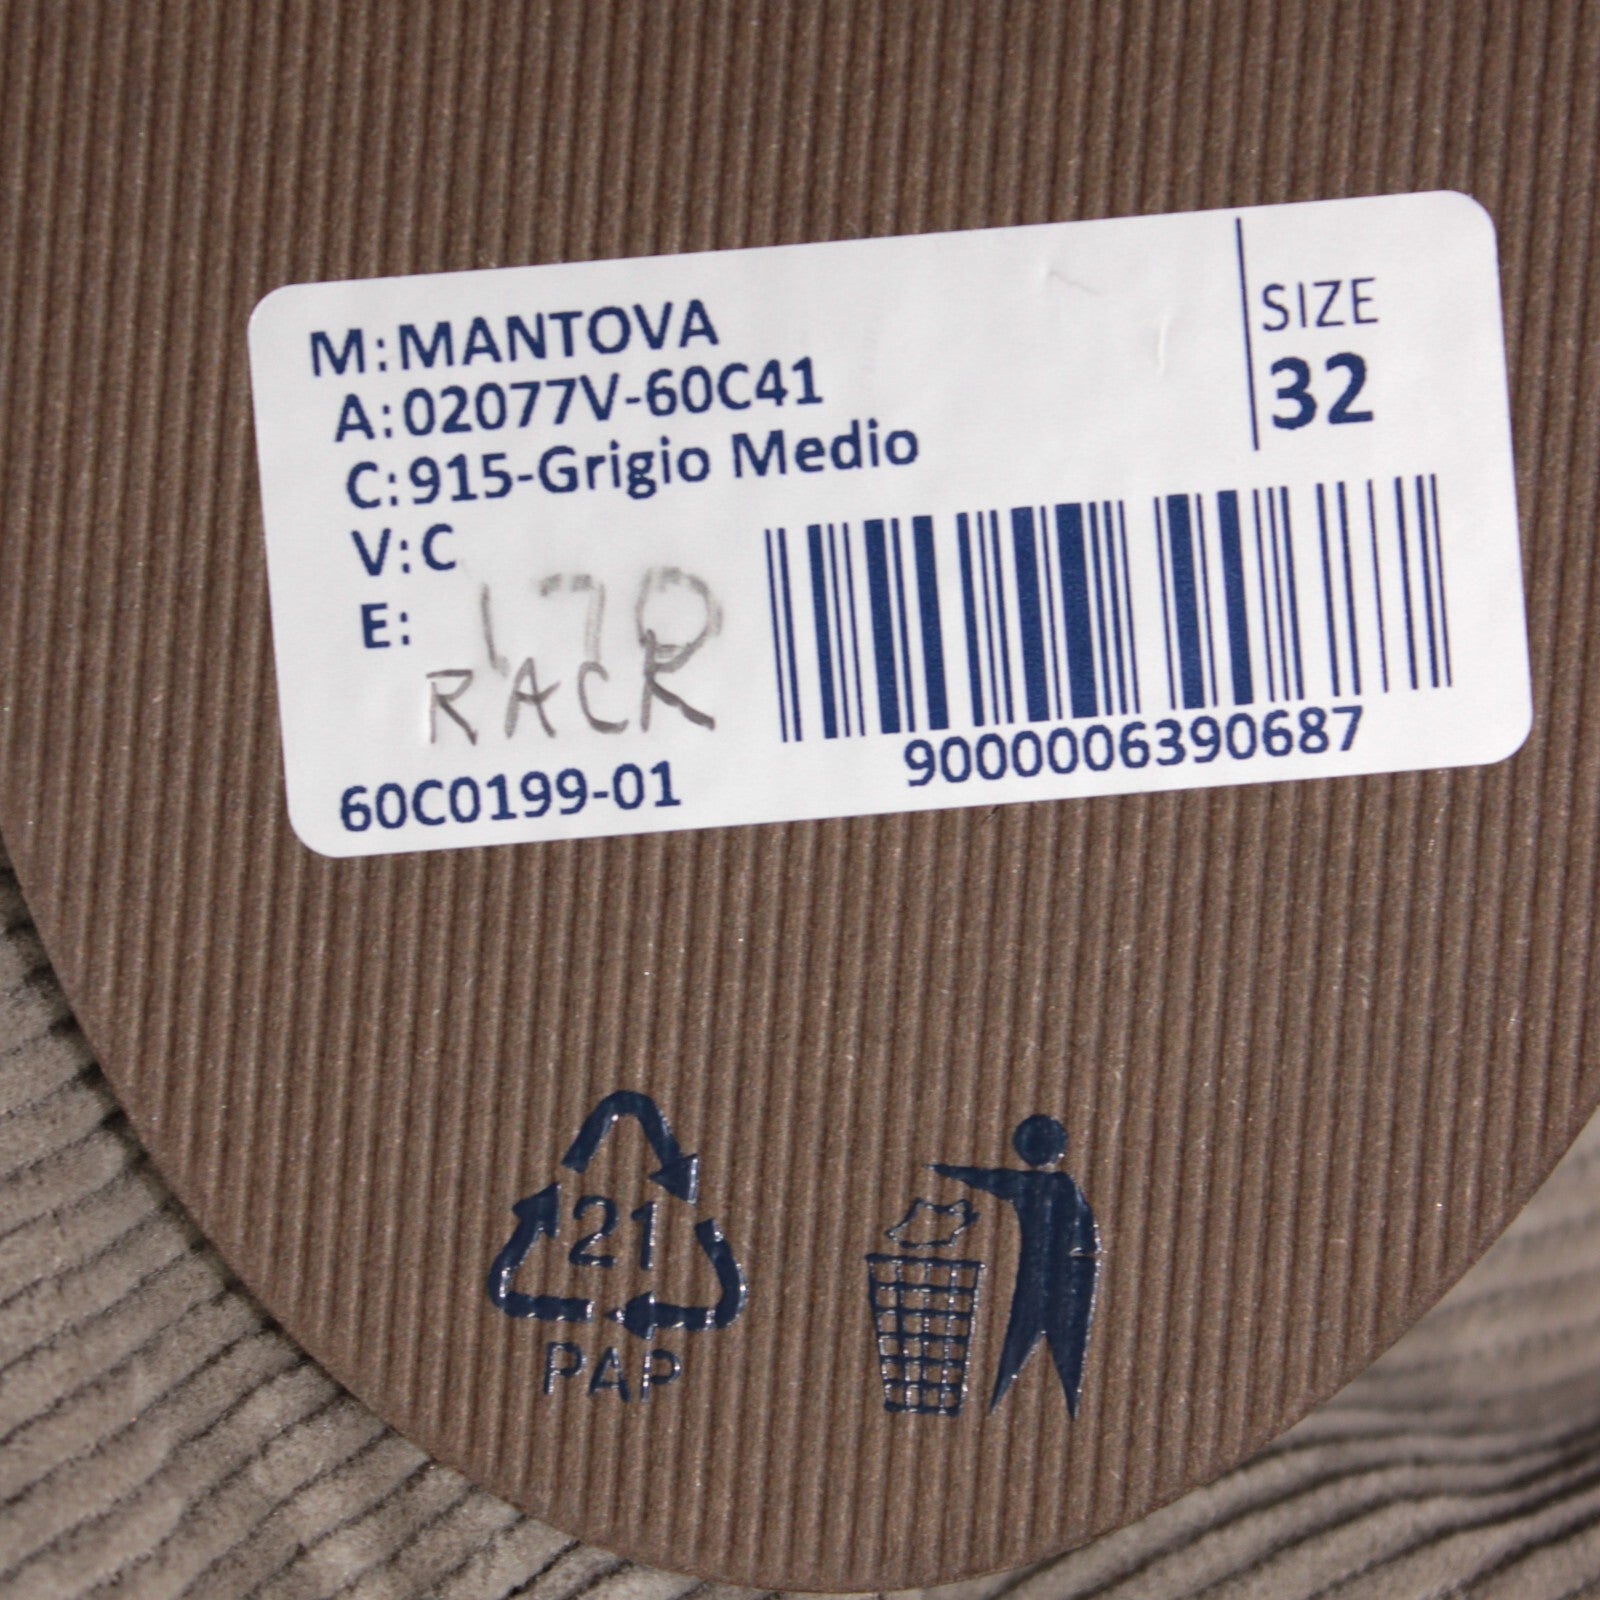 M:MANTOVA
A:02077V-60C41
C:915-Grigio Medio
V:C
E:
170
RACK
60C0199-01
SIZE
32
9000006390687
21
PAP